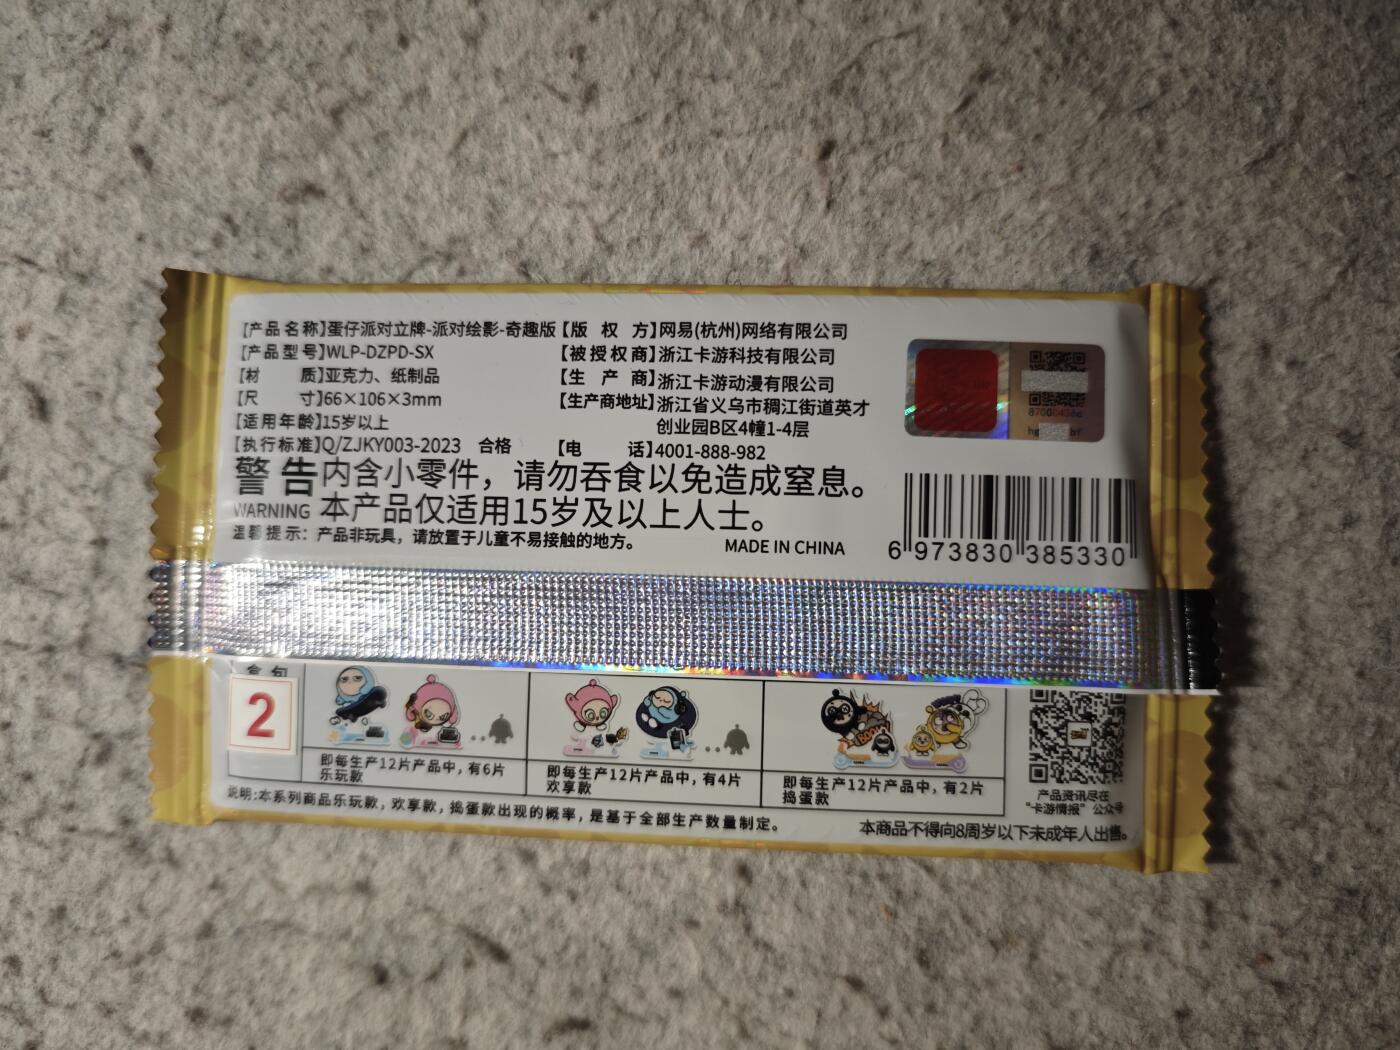 【产品名称】蛋仔派对立牌-派对绘影-奇趣版
【产品型号】WLP-DZPD-SX
【材 质】亚克力、纸制品
【尺 寸】66×106×3mm
【适用年龄】15岁以上
【执行标准】Q/ZJKY003-2023 合格
【版 权 方】网易(杭州)网络有限公司
【被授权商】浙江卡游科技有限公司
【生 产 商】浙江卡游动漫有限公司
【生产商地址】浙江省义乌市稠江街道英才
创业园B区4幢1-4层
【电 话】4001-888-982
警告 内含小零件，请勿吞食以免造成窒息。
WARNING 本产品仅适用15岁及以上人士。
温馨提示：产品非玩具，请放置于儿童不易接触的地方。
MADE IN CHINA
6 973830 385330
2
即每生产12片产品中，有6片
乐玩款
即每生产12片产品中，有4片
欢享款
BOOM
即每生产12片产品中，有2片
捣蛋款
产品资讯尽在
“卡游情报”公众号
说明:本系列商品乐玩款，欢享款，捣蛋款出现的概率，是基于全部生产数量制定。
本商品不得向8周岁以下未成年人出售。